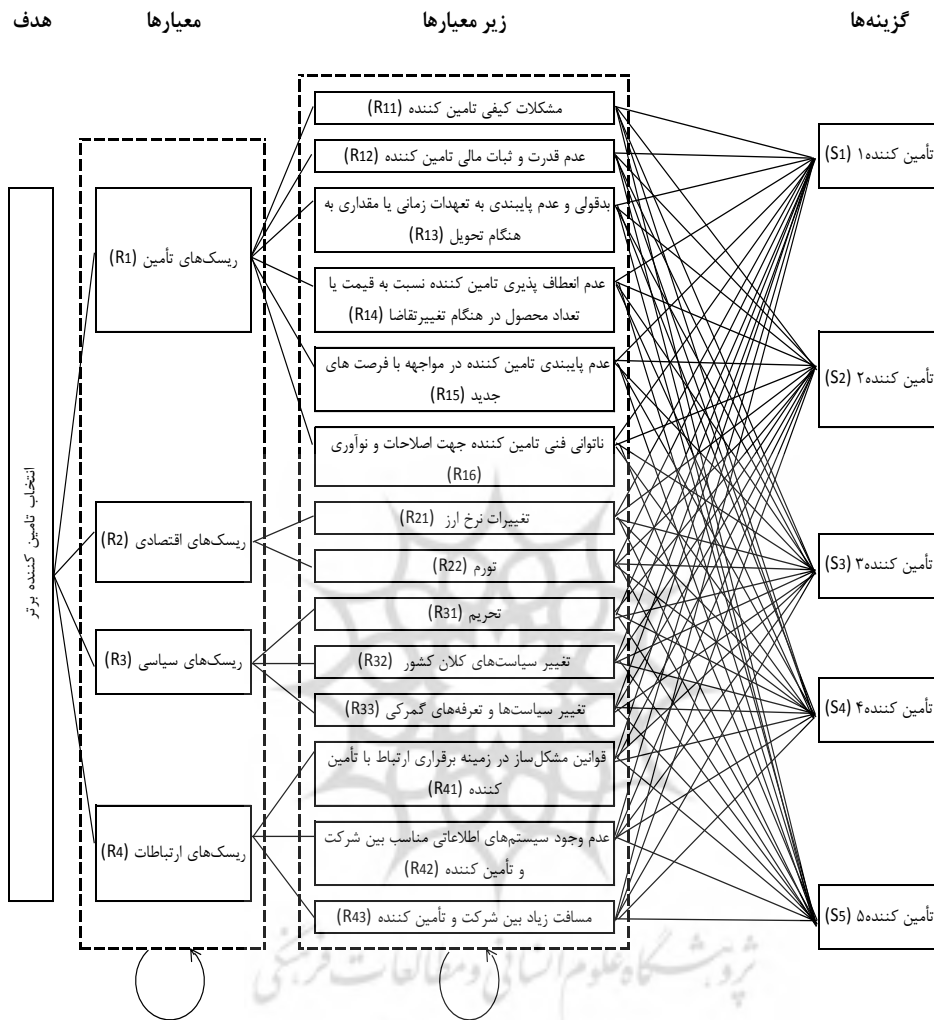 هدف
معیارها
زیر معیارها
گزینه‌ها
انتخاب تامین کننده برتر
ریسک‌های تأمین (R1)
ریسک‌های اقتصادی (R2)
ریسک‌های سیاسی (R3)
ریسک‌های ارتباطات (R4)
مشکلات کیفی تامین کننده (R11)
عدم قدرت و ثبات مالی تامین کننده (R12)
بدقولی و عدم پایبندی به تعهدات زمانی یا مقداری به
هنگام تحویل (R13)
عدم انعطاف پذیری تامین کننده نسبت به قیمت یا
تعداد محصول در هنگام تغییرتقاضا (R14)
عدم پایبندی تامین کننده در مواجهه با فرصت های
جدید (R15)
ناتوانی فنی تامین کننده جهت اصلاحات و نوآوری
(R16)
تغییرات نرخ ارز (R21)
تورم (R22)
تحریم (R31)
تغییر سیاست‌های کلان کشور (R32)
تغییر سیاست‌ها و تعرفه‌های گمرکی (R33)
قوانین مشکل‌ساز در زمینه برقراری ارتباط با تأمین
کننده (R41)
عدم وجود سیستم‌های اطلاعاتی مناسب بین شرکت
و تأمین کننده (R42)
مسافت زیاد بین شرکت و تأمین کننده (R43)
تأمین کننده۱ (S1)
تأمین کننده۲ (S2)
تأمین کننده۳ (S3)
تأمین کننده۴ (S4)
تأمین کننده۵ (S5)
پژوهشگاه علوم انسانی و مطالعات فرهنگی